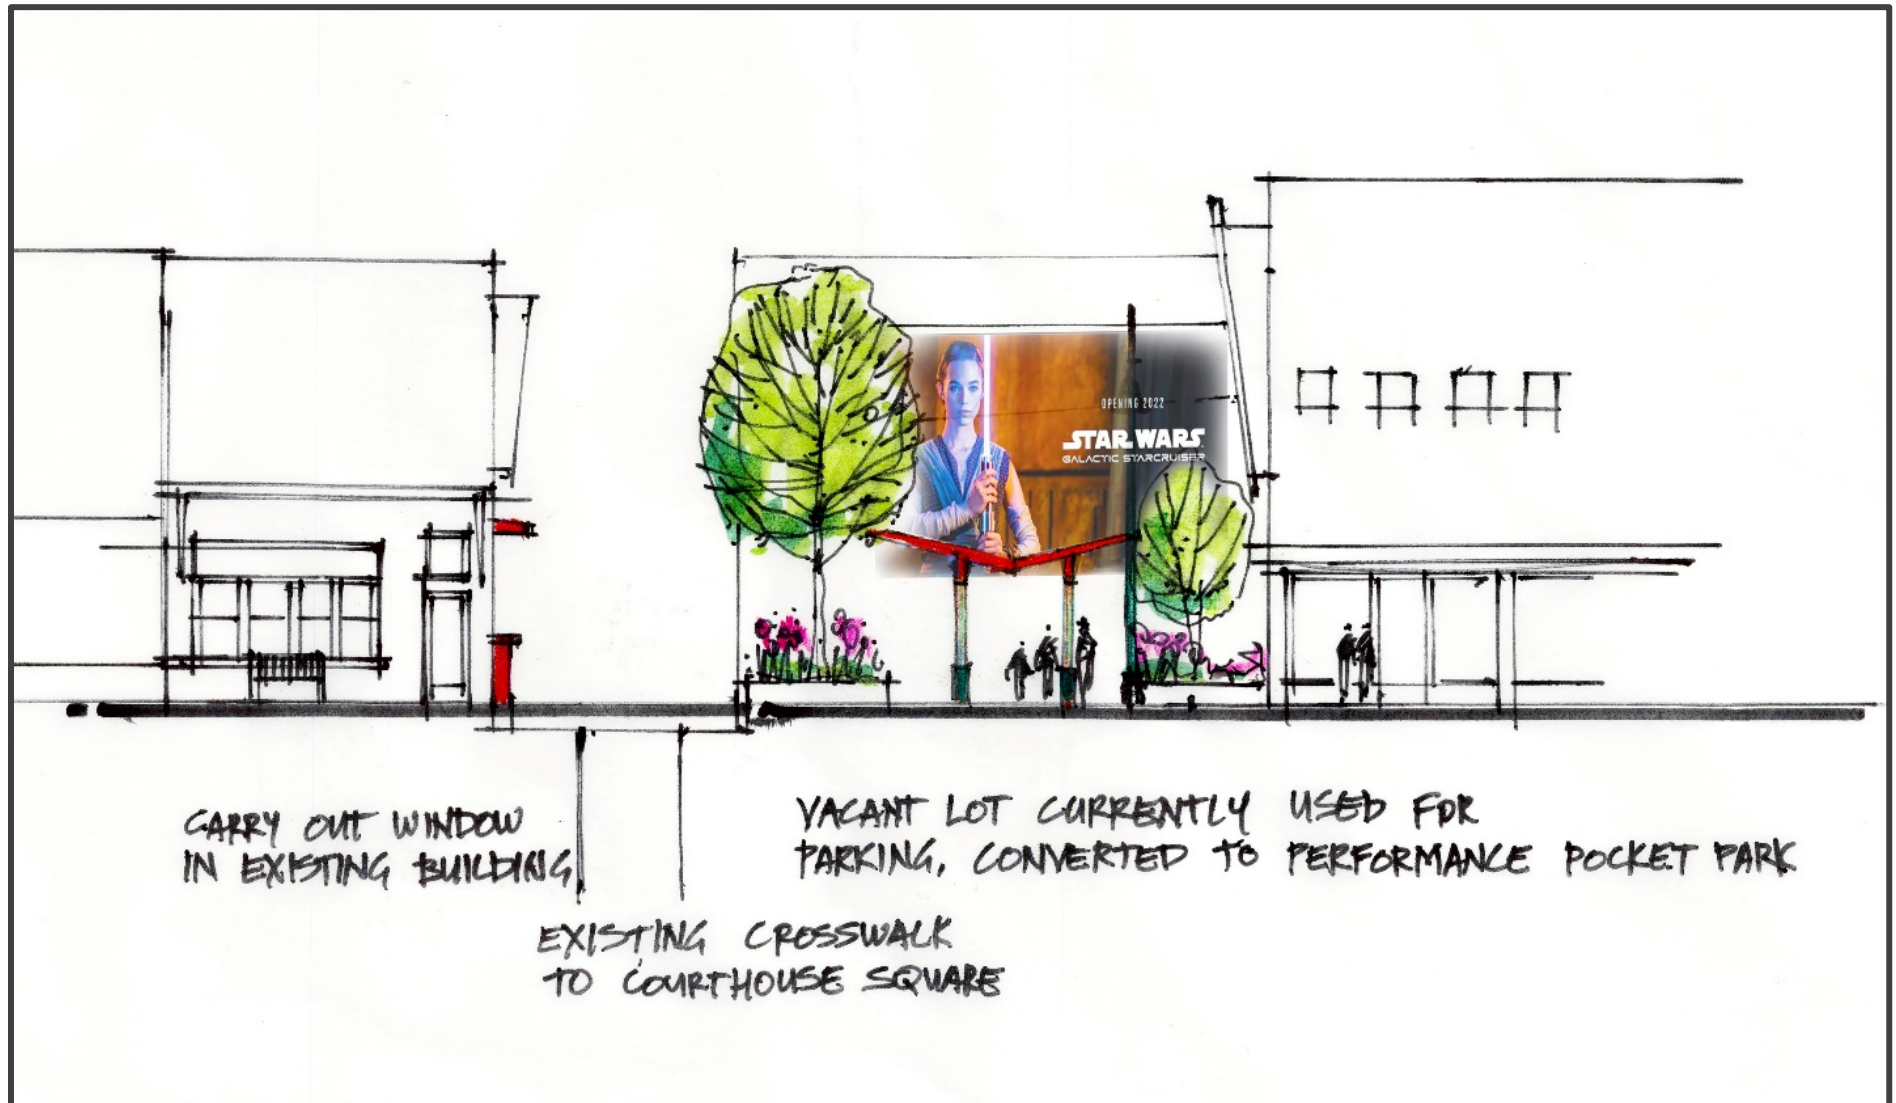 OPENING 2022
STAR WARS
GALACTIC STARCRUISER
CARRY OUT WINDOW
IN EXISTING BUILDING
VACANT LOT CURRENTLY USED FOR
PARKING, CONVERTED TO PERFORMANCE POCKET PARK
EXISTING CROSSWALK
TO COURTHOUSE SQUARE